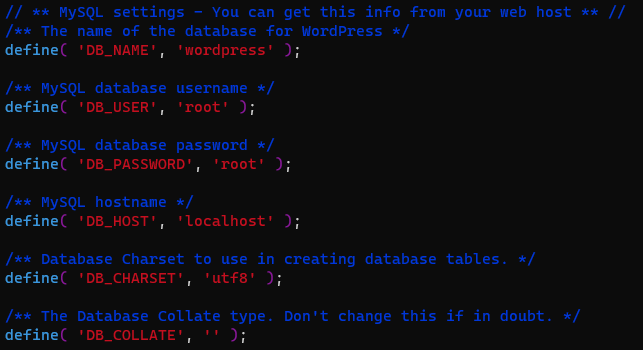 // ** MySQL settings - You can get this info from your web host ** //
/** The name of the database for WordPress */
define( 'DB_NAME', 'wordpress' );
/** MySQL database username */
define( 'DB_USER', 'root' );
/** MySQL database password */
define( 'DB_PASSWORD', 'root' );
/** MySQL hostname */
define( 'DB_HOST', 'localhost' );
/** Database Charset to use in creating database tables. */
define( 'DB_CHARSET', 'utf8' );
/** The Database Collate type. Don't change this if in doubt. */
define( 'DB_COLLATE', '' );